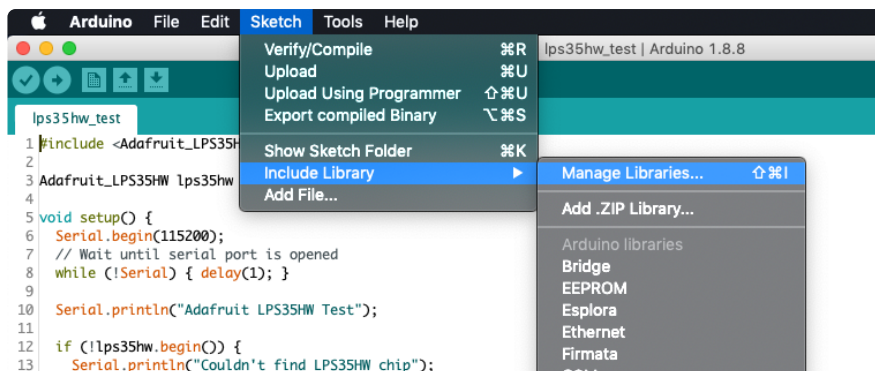 Arduino File Edit Sketch Tools Help
lps35hw_test | Arduino 1.8.8
Verify/Compile ⌘R
Upload ⌘U
Upload Using Programmer ⇧⌘U
Export compiled Binary ⌥⌘S
Show Sketch Folder ⌘K
Include Library ▶
Add File...
Manage Libraries... ⇧⌘I
Add .ZIP Library...
Arduino libraries
Bridge
EEPROM
Esplora
Ethernet
Firmata
lps35hw_test
1 #include <Adafruit_LPS35H
2
3 Adafruit_LPS35HW lps35hw
4
5 void setup() {
6 Serial.begin(115200);
7 // Wait until serial port is opened
8 while (!Serial) { delay(1); }
9
10 Serial.println("Adafruit LPS35HW Test");
11
12 if (!lps35hw.begin()) {
13 Serial.println("Couldn't find LPS35HW chip");